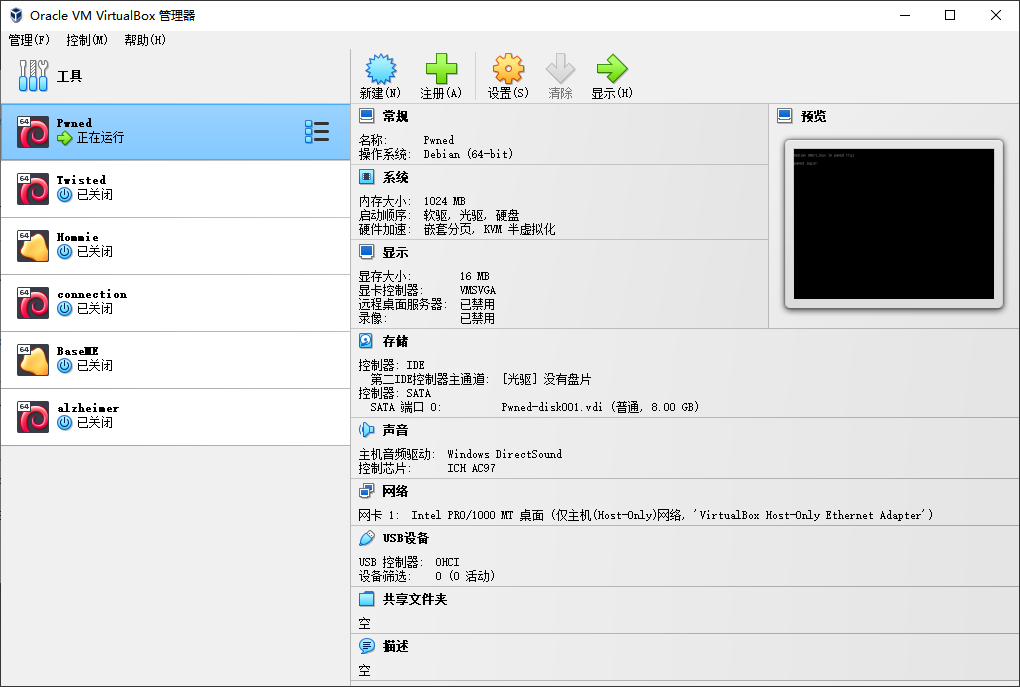 Oracle VM VirtualBox 管理器
管理(F) 控制(M) 帮助(H)
工具
新建(N) 注册(A) 设置(S) 清除 显示(H)
64
Pwned
正在运行
64
Twisted
已关闭
64
Hommie
已关闭
64
connection
已关闭
64
BaseME
已关闭
64
alzheimer
已关闭
常规
名称: Pwned
操作系统: Debian (64-bit)
系统
内存大小: 1024 MB
启动顺序: 软驱, 光驱, 硬盘
硬件加速: 嵌套分页, KVM 半虚拟化
显示
显存大小: 16 MB
显卡控制器: VMSVGA
远程桌面服务器: 已禁用
录像: 已禁用
存储
控制器: IDE
第二IDE控制器主通道: [光驱] 没有盘片
控制器: SATA
SATA 端口 0: Pwned-disk001.vdi (普通, 8.00 GB)
声音
主机音频驱动: Windows DirectSound
控制芯片: ICH AC97
网络
网卡 1: Intel PRO/1000 MT 桌面 (仅主机(Host-Only)网络, 'VirtualBox Host-Only Ethernet Adapter')
USB设备
USB 控制器: OHCI
设备筛选: 0 (0 活动)
共享文件夹
空
描述
空
预览